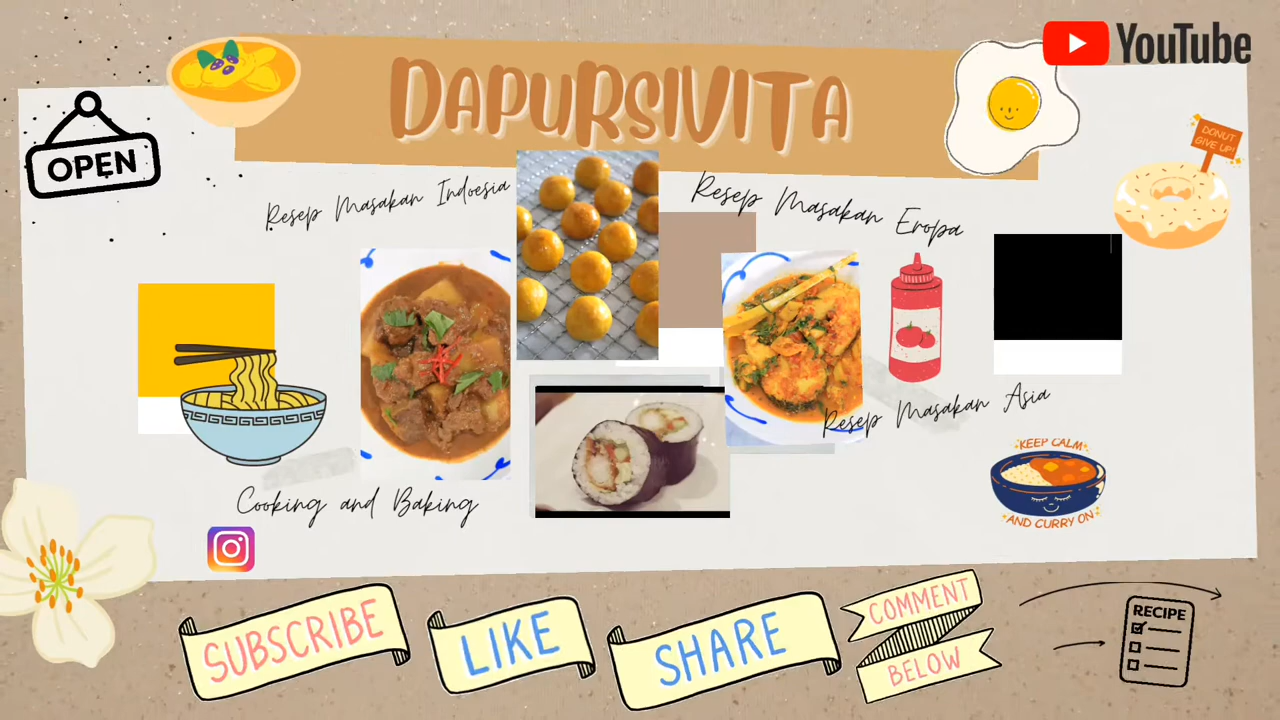 YouTube
DAPURSIVITA
OPEN
DONUT
GIVE UP!
Resep Masakan Indoesia
Resep Masakan Eropa
Resep Masakan Asia
KEEP CALM
AND CURRY ON
Cooking and Baking
SUBSCRIBE
LIKE
SHARE
COMMENT
BELOW
RECIPE